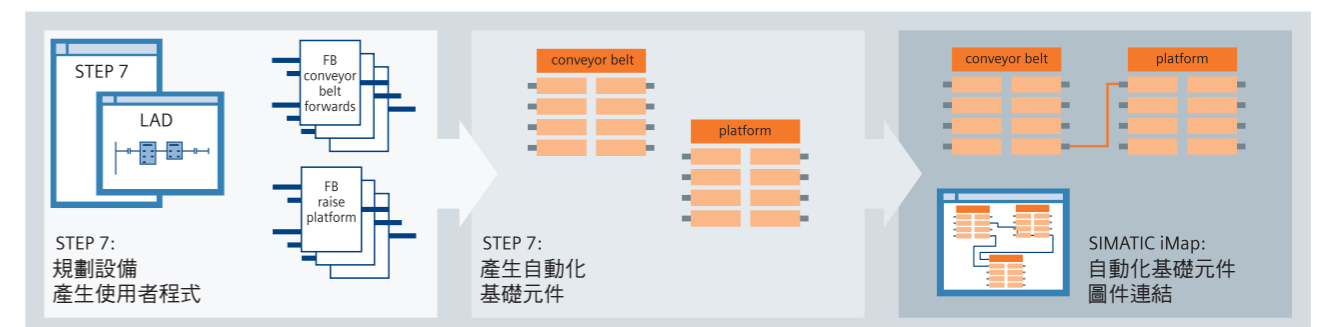 STEP 7
LAD
FB
conveyor
belt
forwards
FB
raise
platform
STEP 7:
規劃設備
產生使用者程式
conveyor belt
platform
STEP 7:
產生自動化
基礎元件
conveyor belt
platform
SIMATIC iMap:
自動化基礎元件
圖件連結